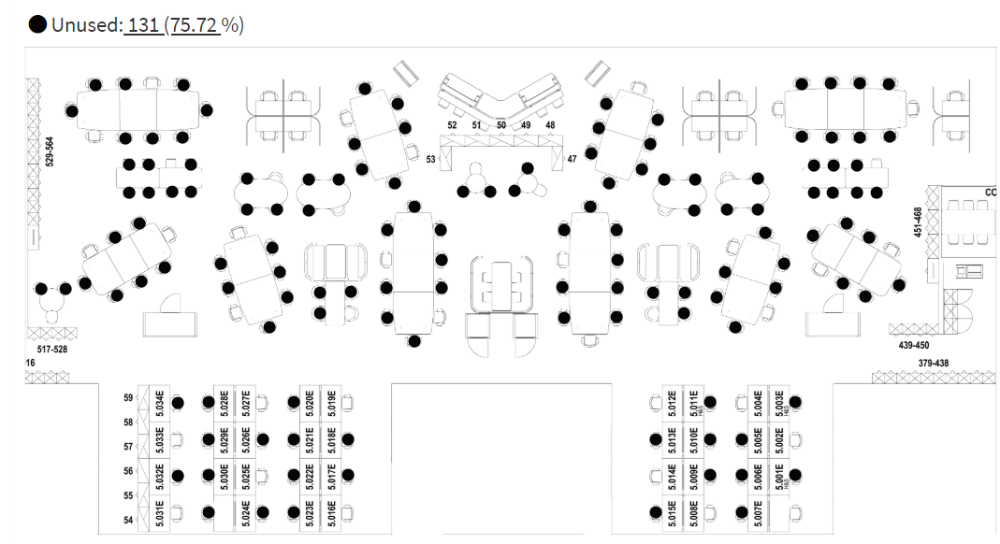 Unused: 131 (75.72 %)
52 51 50 49 48
53
47
529-564
CC
451-468
517-528
16
439-450
379-438
59
58
57
56
55
54
5.034E
5.033E
5.032E
5.031E
5.028E
5.029E
5.030E
5.027E
5.026E
5.025E
5.024E
5.020E
5.021E
5.022E
5.023E
5.019E
5.018E
5.017E
5.016E
5.012E
5.013E
5.014E
5.015E
5.011E
H&S
5.010E
5.009E
5.008E
5.004E
5.005E
5.006E
5.007E
5.003E
H&S
5.002E
5.001E
H&S